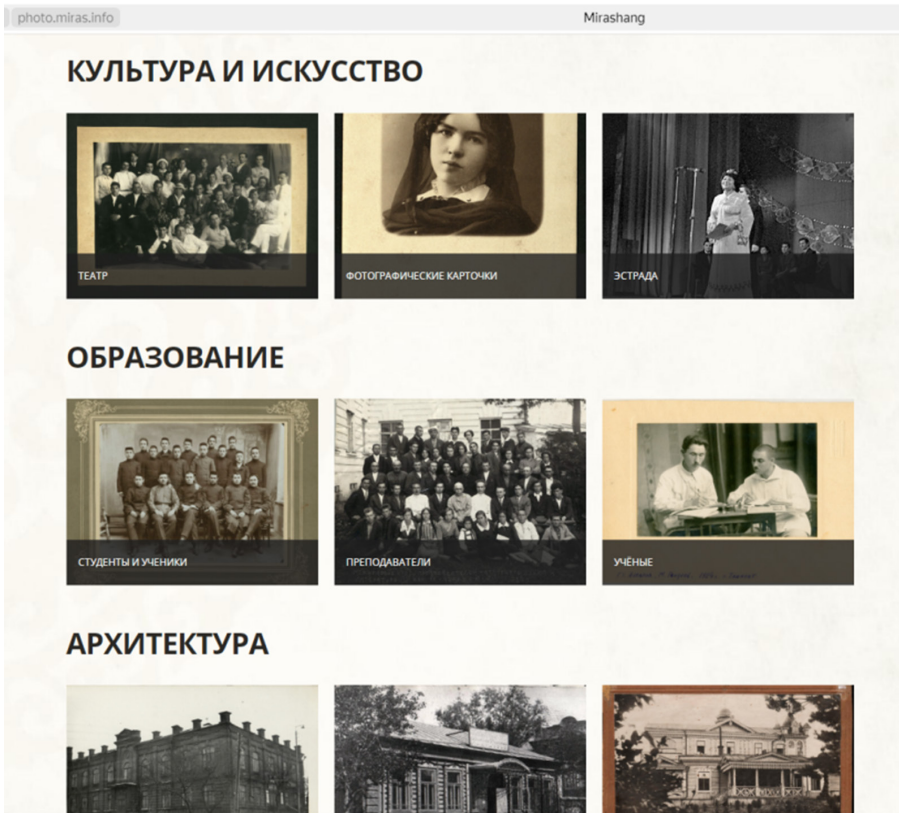 photo.miras.info
Mirashang
КУЛЬТУРА И ИСКУССТВО
ТЕАТР
ФОТОГРАФИЧЕСКИЕ КАРТОЧКИ
ЭСТРАДА
ОБРАЗОВАНИЕ
СТУДЕНТЫ И УЧЕНИКИ
ПРЕПОДАВАТЕЛИ
УЧЁНЫЕ
АРХИТЕКТУРА